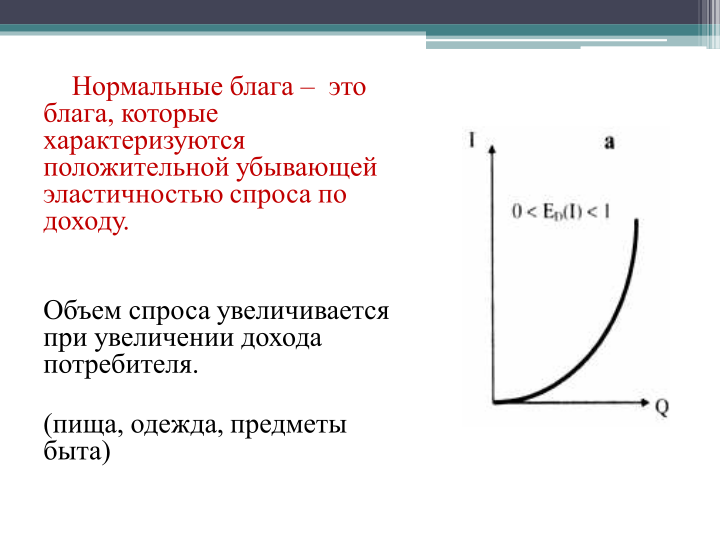 Нормальные блага – это
блага, которые
характеризуются
положительной убывающей
эластичностью спроса по
доходу.
Объем спроса увеличивается
при увеличении дохода
потребителя.
(пища, одежда, предметы
быта)
I
а
0 < E_D(I) < 1
Q